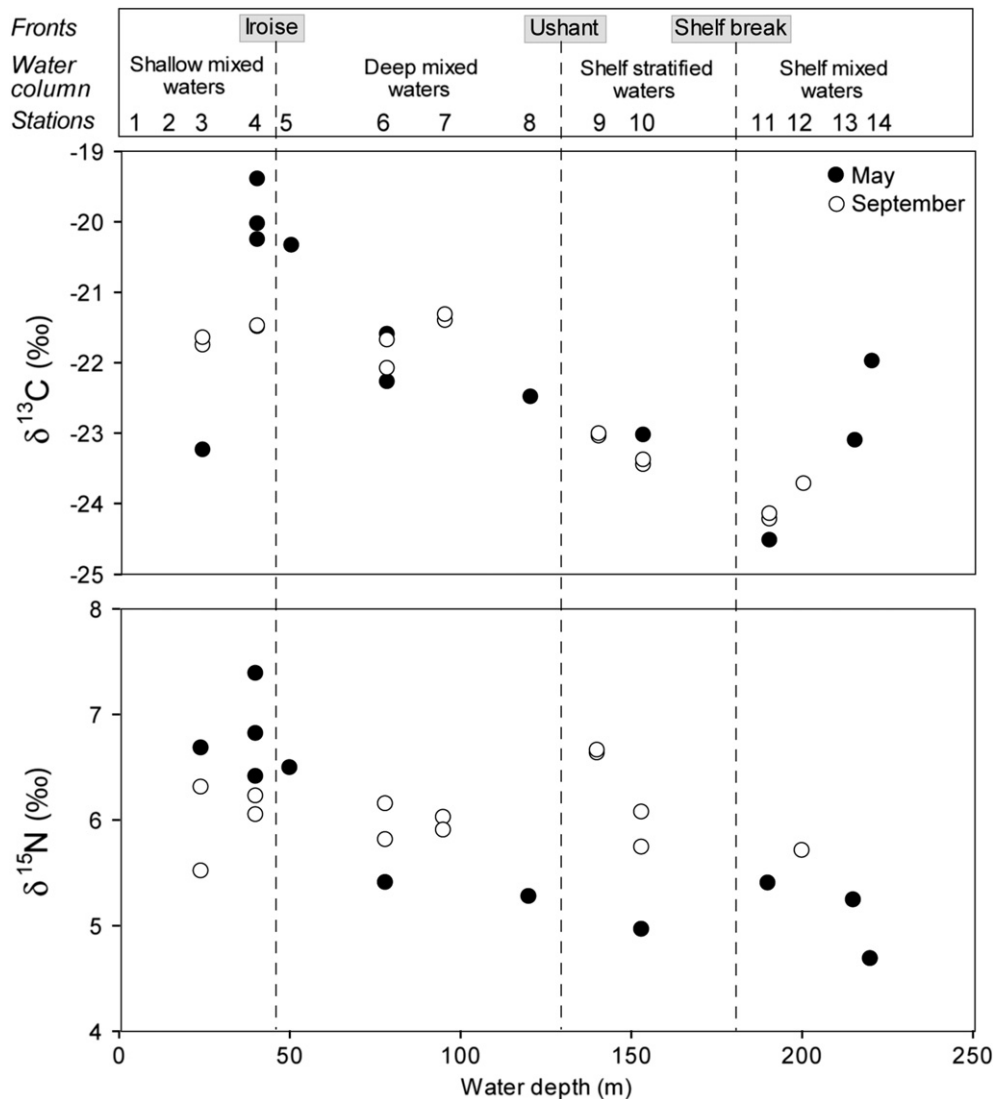 Fronts Iroise Ushant Shelf break
Water column Shallow mixed waters Deep mixed waters Shelf stratified waters Shelf mixed waters
Stations 1 2 3 4 5 6 7 8 9 10 11 12 13 14
-19
-20
-21
-22
-23
-24
-25
δ¹³C (‰)
May
September
8
7
6
5
4
δ¹⁵N (‰)
0 50 100 150 200 250
Water depth (m)